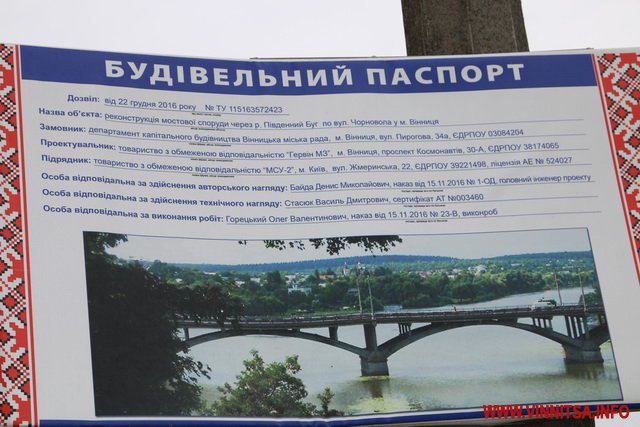 БУДІВЕЛЬНИЙ ПАСПОРТ
Дозвіл: від 22 грудня 2016 року № ТУ 115163572423
Назва об'єкта: реконструкція мостової споруди через р. Південний Буг по вул. Чорновола у м. Вінниця
Замовник: департамент капітального будівництва Вінницька міська рада, м. Вінниця, вул. Пирогова, 34а, ЄДРПОУ 03084204
Проектувальник: товариство з обмеженою відповідальністю "Гервін МЗ", м. Вінниця, проспект Космонавтів, 30-А, ЄДРПОУ 38174065
Підрядник: товариство з обмеженою відповідальністю "МСУ-2", м. Київ, вул. Жмеринська, 22, ЄДРПОУ 39221498, ліцензія АЕ № 524027
Особа відповідальна за здійснення авторського нагляду: Байда Денис Миколайович, наказ від 15.11.2016 № 1-ОД, головний інженер проекту
Особа відповідальна за здійснення технічного нагляду: Стасюк Василь Дмитрович, сертифікат АТ №003460
Особа відповідальна за виконання робіт: Горецький Олег Валентинович, наказ від 15.11.2016 № 23-В, виконроб
WWW.VINNITSA.INFO